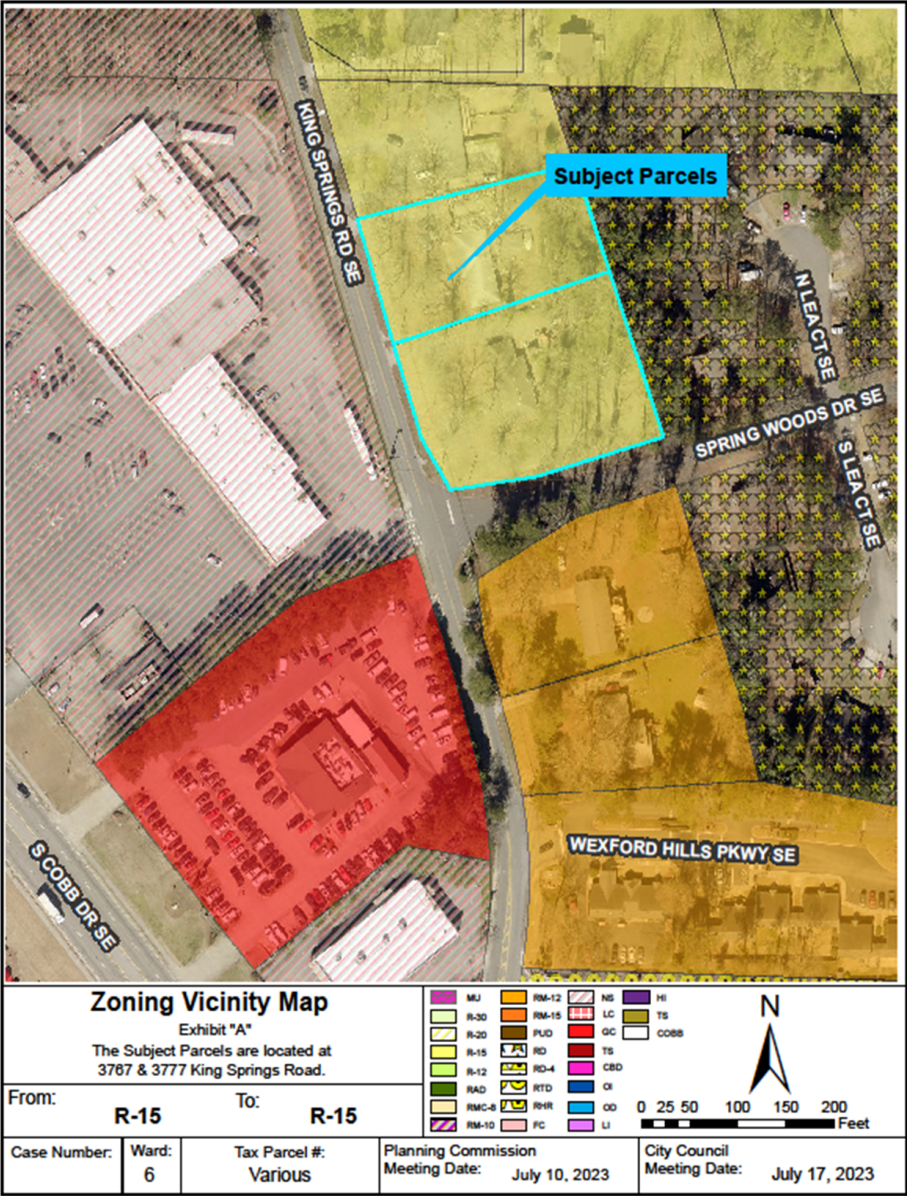 KING SPRINGS RD SE
Subject Parcels
N LEA CT SE
SPRING WOODS DR SE
S LEA CT SE
WEXFORD HILLS PKWY SE
S COBB DR SE
Zoning Vicinity Map
Exhibit "A"
The Subject Parcels are located at
3767 & 3777 King Springs Road.
From:
R-15
To:
R-15
MU
R-30
R-20
R-15
R-12
RAD
RMC-8
RM-10
RM-12
RM-15
PUD
RD
RD-4
RTD
RHR
NS
LC
GC
TS
CBD
OI
OD
FC
LI
HI
TS
COBB
N
0 25 50 100 150 200
Feet
Case Number:
Ward:
6
Tax Parcel #:
Various
Planning Commission
Meeting Date: July 10, 2023
City Council
Meeting Date: July 17, 2023